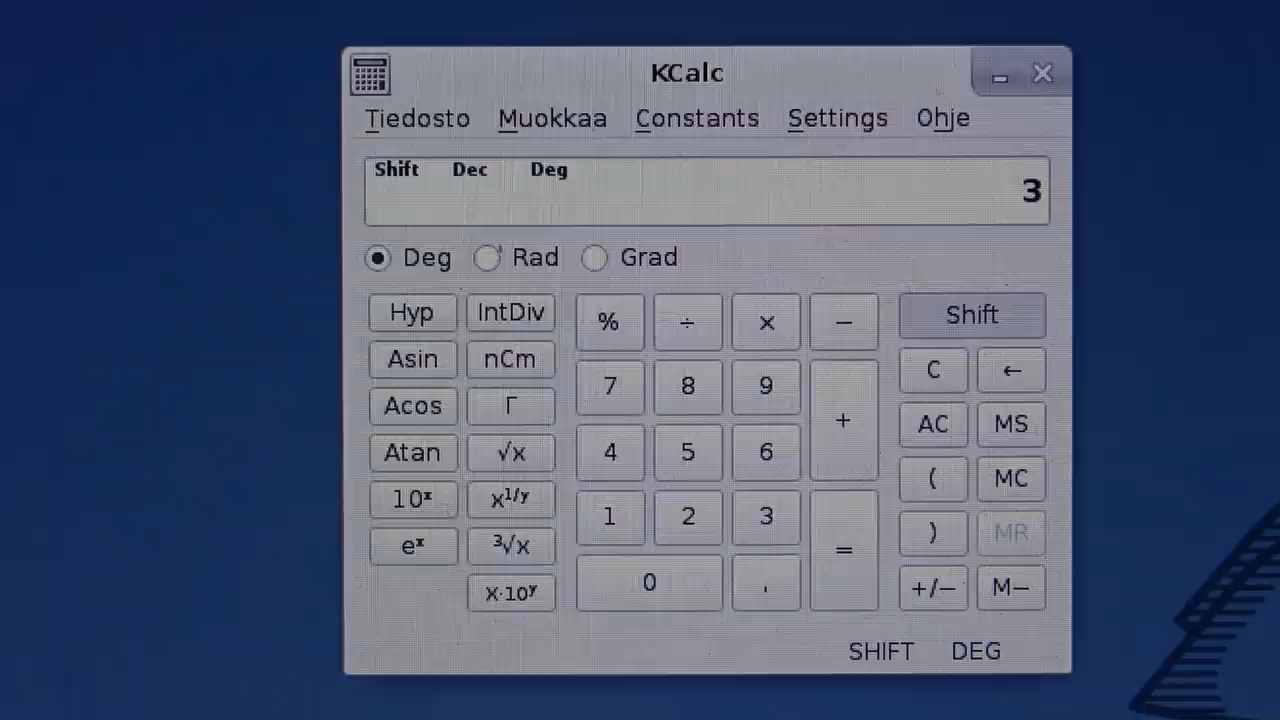 KCalc
Tiedosto Muokkaa Constants Settings Ohje
Shift Dec Deg
3
Deg Rad Grad
Hyp IntDiv % ÷ × − Shift
Asin nCm 7 8 9 + C ←
Acos Γ AC MS
Atan √x 4 5 6 ( MC
10ˣ x¹/ʸ 1 2 3 = ) MR
eˣ ³√x 0 , +/− M−
x·10ʸ
SHIFT DEG